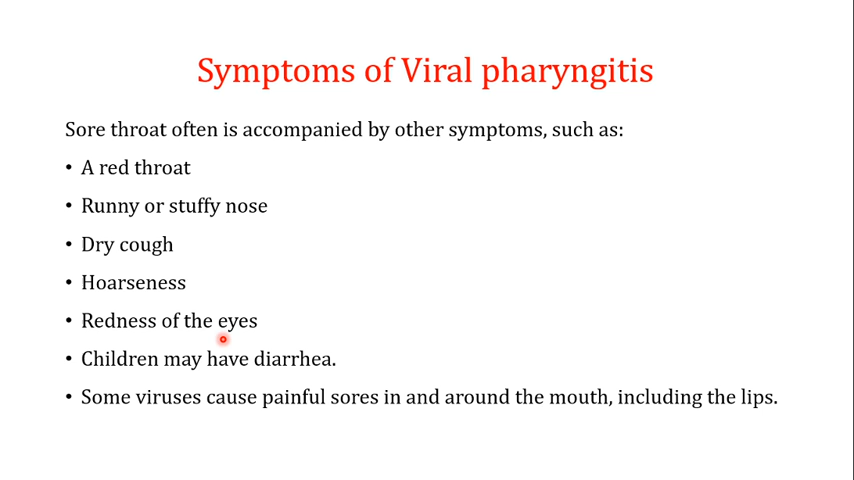 Symptoms of Viral pharyngitis
Sore throat often is accompanied by other symptoms, such as:
• A red throat
• Runny or stuffy nose
• Dry cough
• Hoarseness
• Redness of the eyes
• Children may have diarrhea.
• Some viruses cause painful sores in and around the mouth, including the lips.